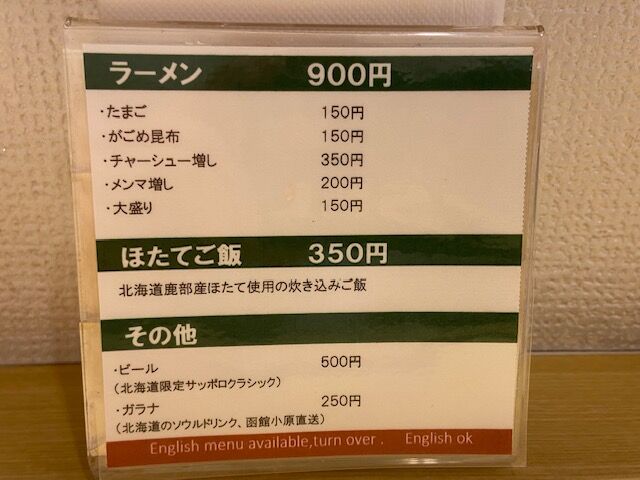 ラーメン 900円
・たまご 150円
・がごめ昆布 150円
・チャーシュー増し 350円
・メンマ増し 200円
・大盛り 150円
ほたてご飯 350円
北海道鹿部産ほたて使用の炊き込みご飯
その他
・ビール 500円
(北海道限定サッポロクラシック)
・ガラナ 250円
(北海道のソウルドリンク、函館小原直送)
English menu available,turn over . English ok